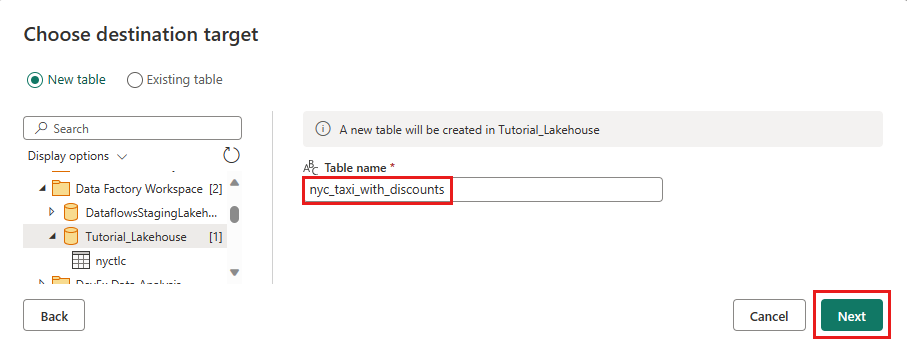 Choose destination target
New table
Existing table
Search
Display options
Data Factory Workspace [2]
DataflowsStagingLakeh...
Tutorial_Lakehouse [1]
nyctlc
A new table will be created in Tutorial_Lakehouse
ABC Table name *
nyc_taxi_with_discounts
Back
Cancel
Next